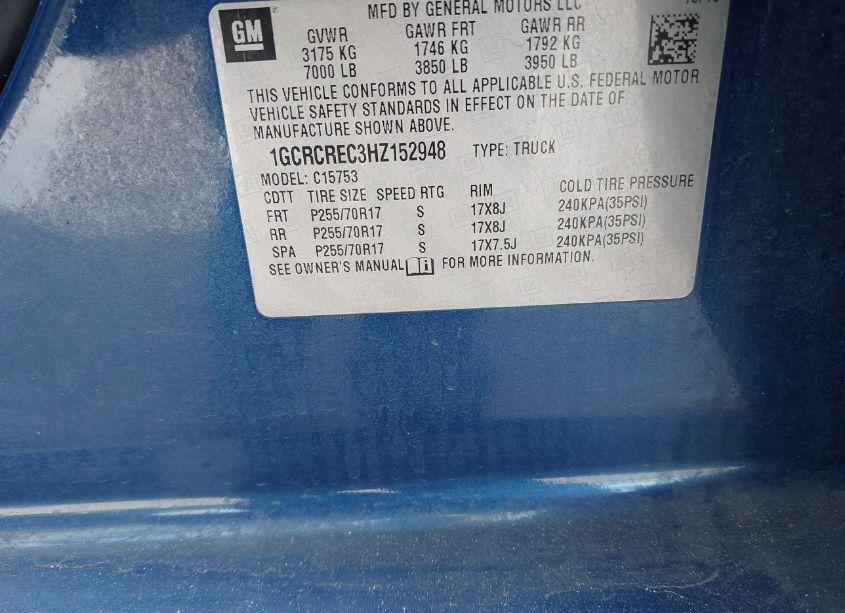 MFD BY GENERAL MOTORS LLC
GM
GVWR GAWR FRT GAWR RR
3175 KG 1746 KG 1792 KG
7000 LB 3850 LB 3950 LB
THIS VEHICLE CONFORMS TO ALL APPLICABLE U.S. FEDERAL MOTOR
VEHICLE SAFETY STANDARDS IN EFFECT ON THE DATE OF
MANUFACTURE SHOWN ABOVE.
1GCRCREC3HZ152948 TYPE: TRUCK
MODEL: C15753
CDTT TIRE SIZE SPEED RTG RIM COLD TIRE PRESSURE
FRT P255/70R17 S 17X8J 240KPA(35PSI)
RR P255/70R17 S 17X8J 240KPA(35PSI)
SPA P255/70R17 S 17X7.5J 240KPA(35PSI)
SEE OWNER'S MANUAL FOR MORE INFORMATION.